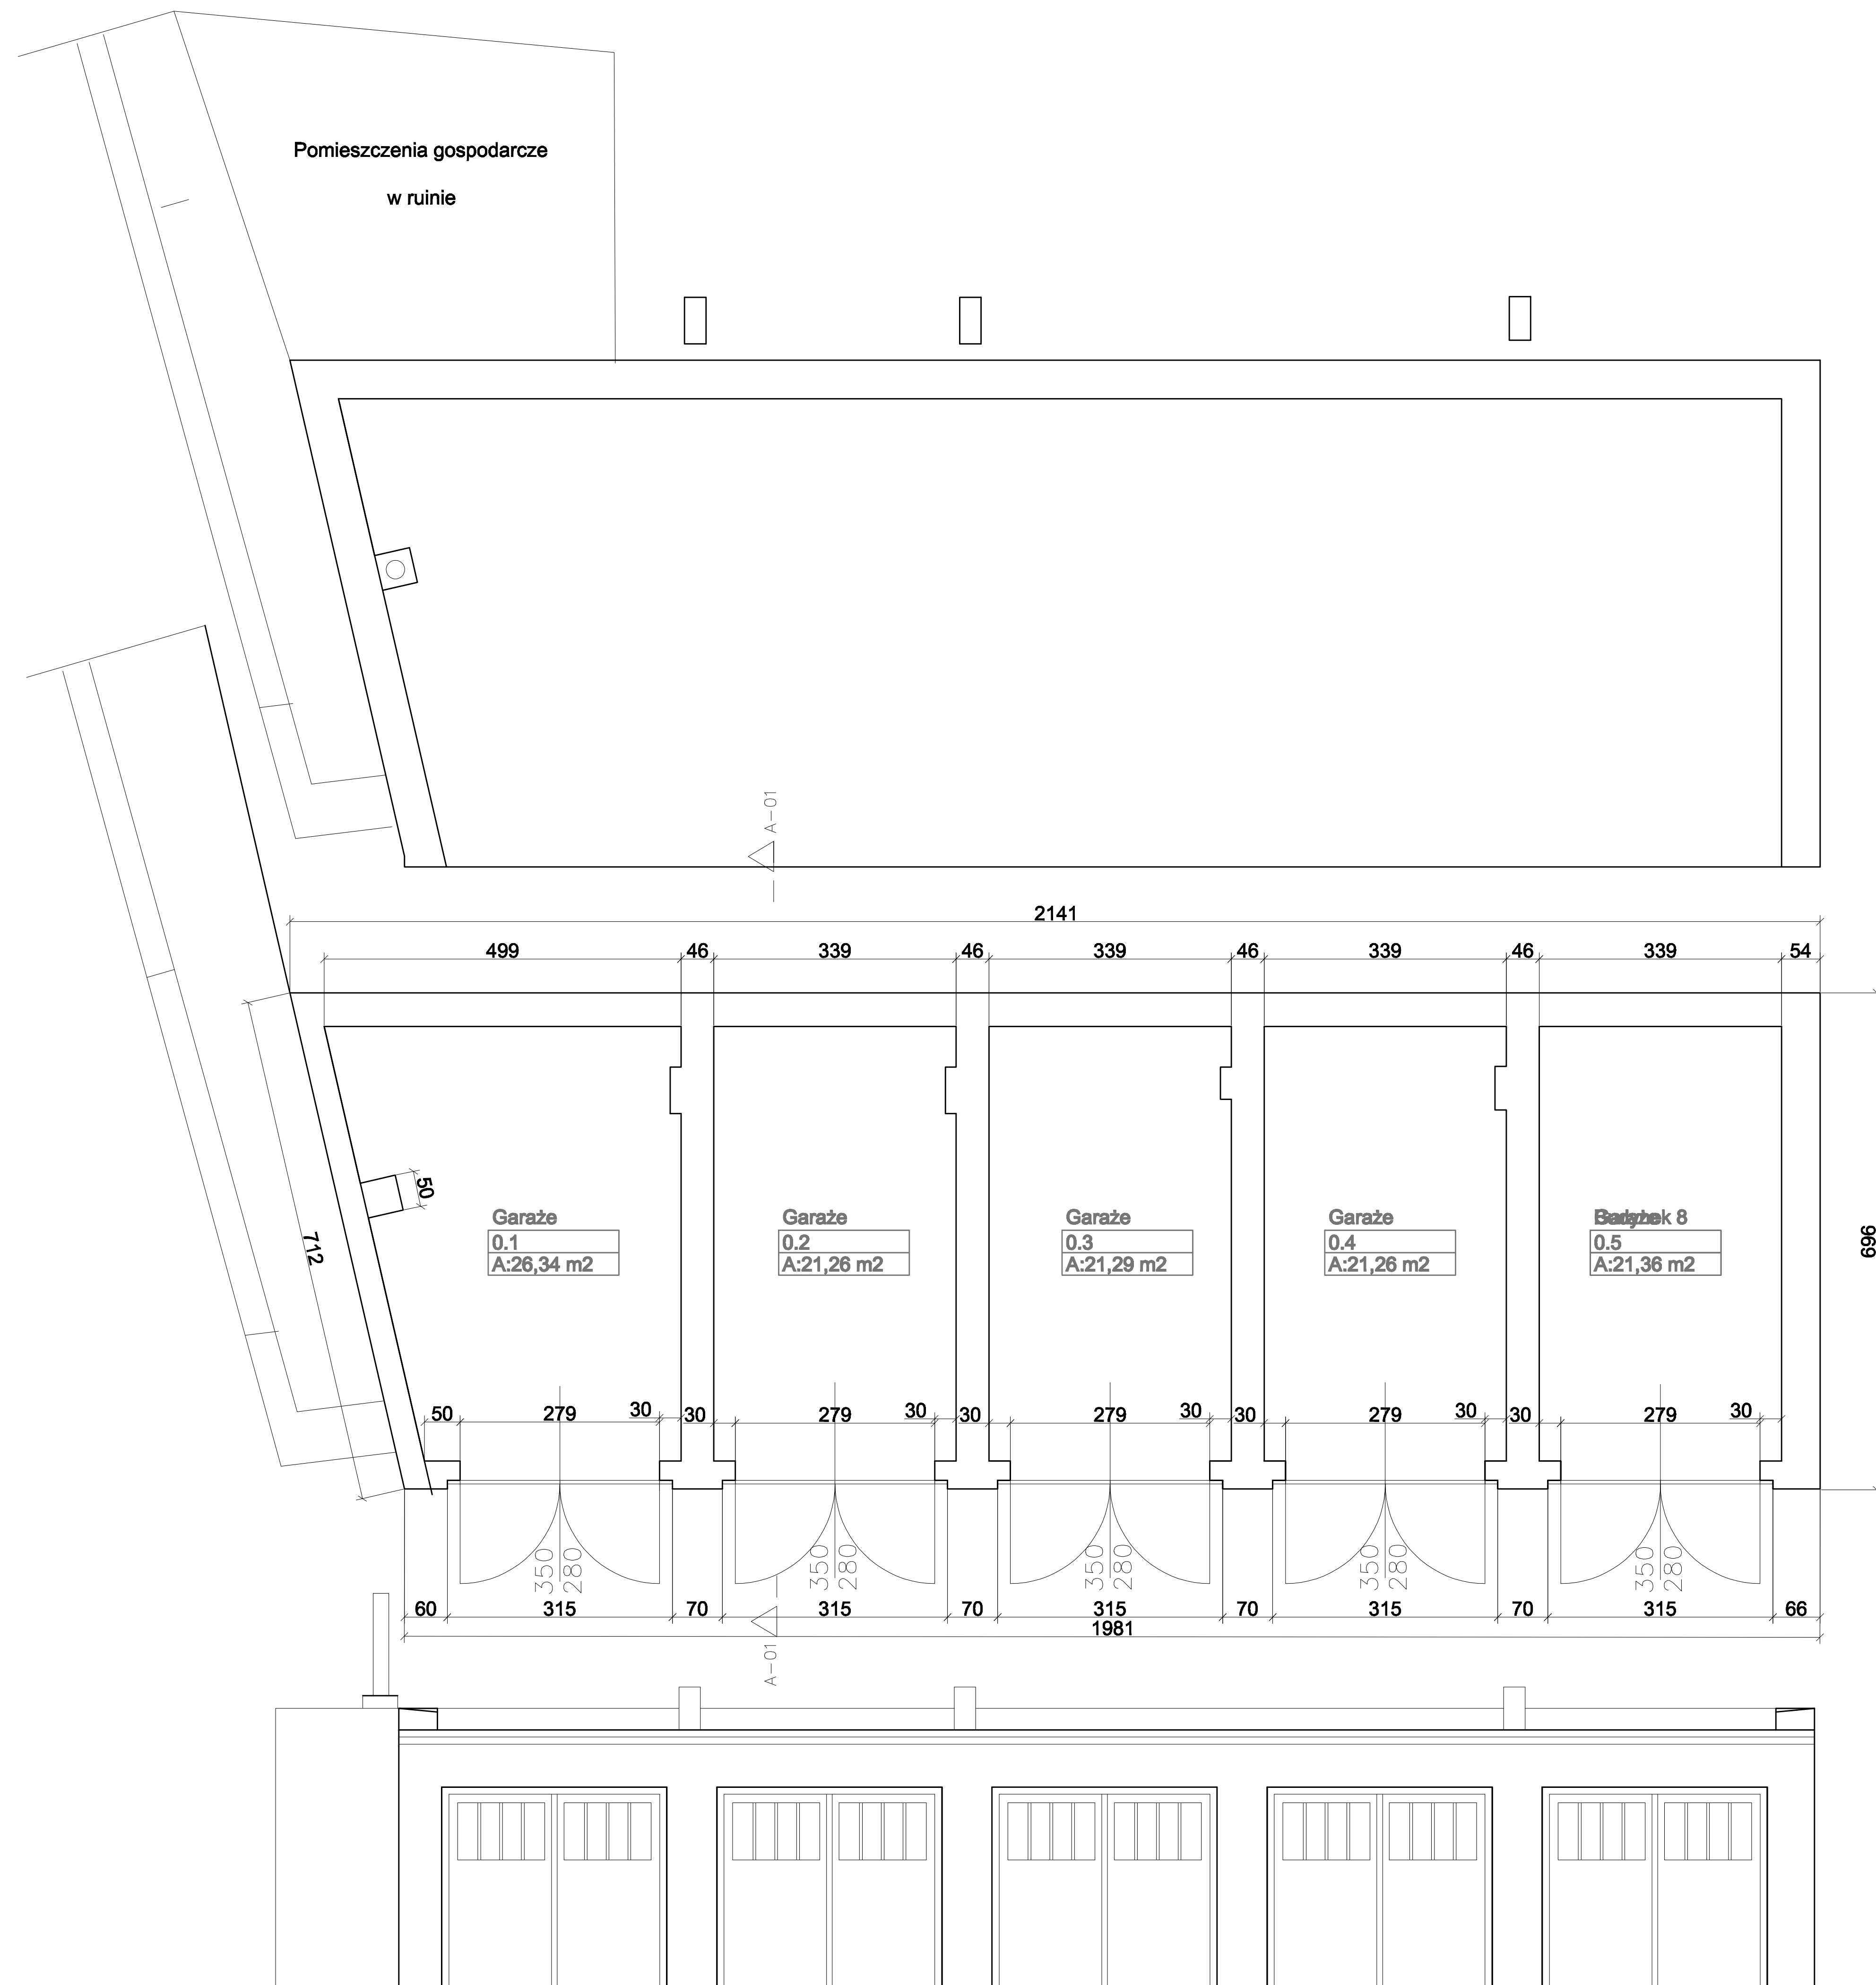 Pomieszczenia gospodarcze
w ruinie
A-01
2141
499 46 339 46 339 46 339 46 339 54
50
712
696
Garaże
0.1
A:26,34 m2
Garaże
0.2
A:21,26 m2
Garaże
0.3
A:21,29 m2
Garaże
0.4
A:21,26 m2
Garaże
Budynek 8
0.5
A:21,36 m2
50 279 30 30 279 30 30 279 30 30 279 30 30 279 30
350 280 350 280 350 280 350 280 350 280
60 315 70 315 70 315 70 315 70 315 66
1981
A-01